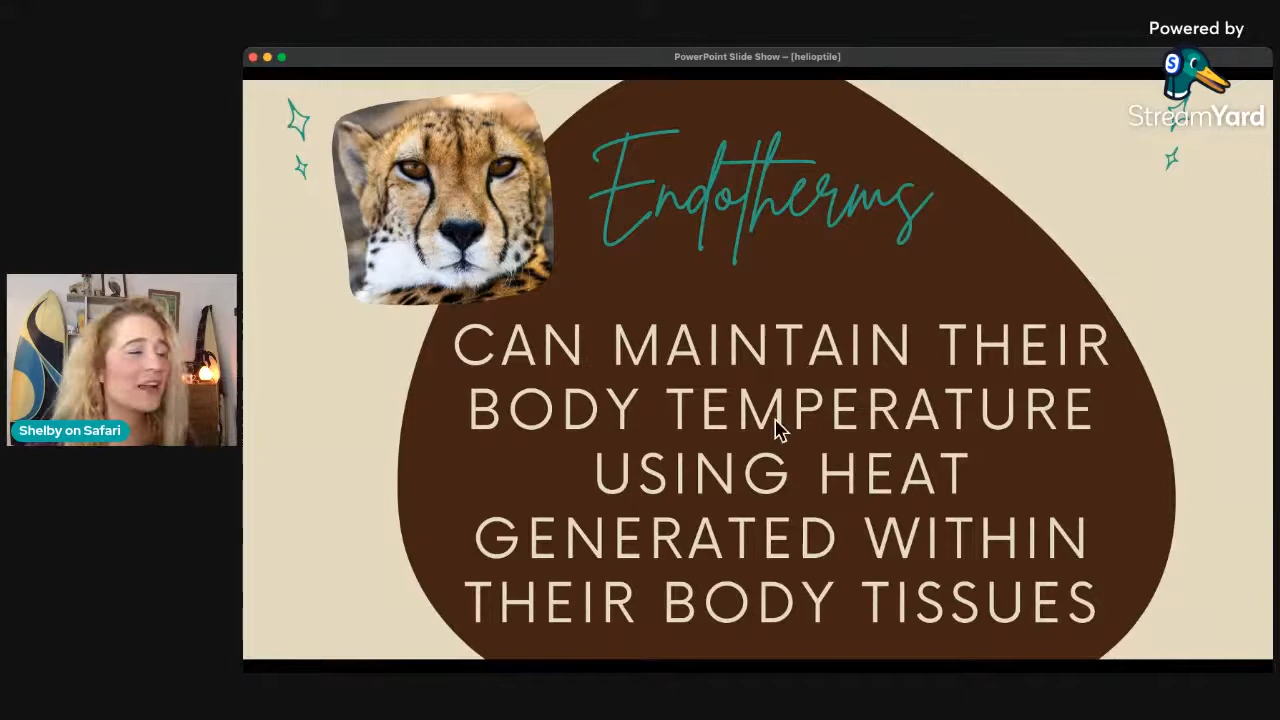 Powered by
StreamYard
PowerPoint Slide Show – [helioptile]
S
Endotherms
CAN MAINTAIN THEIR
BODY TEMPERATURE
USING HEAT
GENERATED WITHIN
THEIR BODY TISSUES
Shelby on Safari